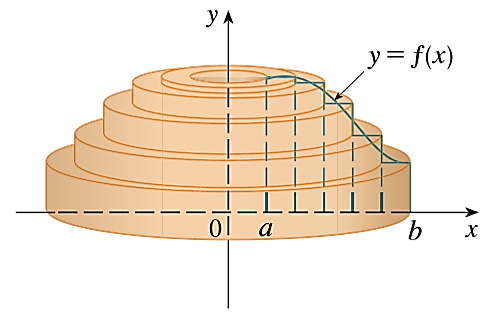 y
y = f(x)
0 a b x